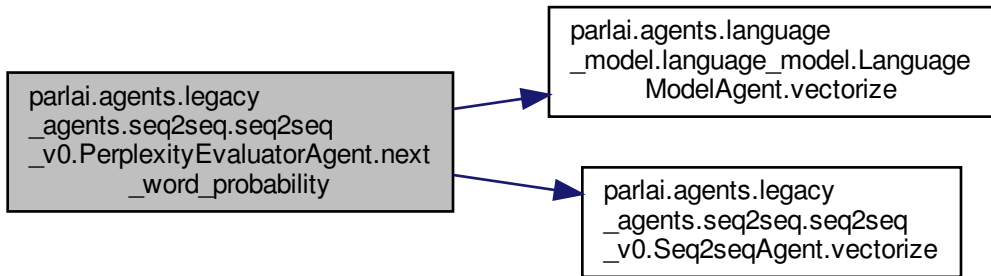 parlai.agents.legacy
_agents.seq2seq.seq2seq
_v0.PerplexityEvaluatorAgent.next
_word_probability
parlai.agents.language
_model.language_model.Language
ModelAgent.vectorize
parlai.agents.legacy
_agents.seq2seq.seq2seq
_v0.Seq2seqAgent.vectorize